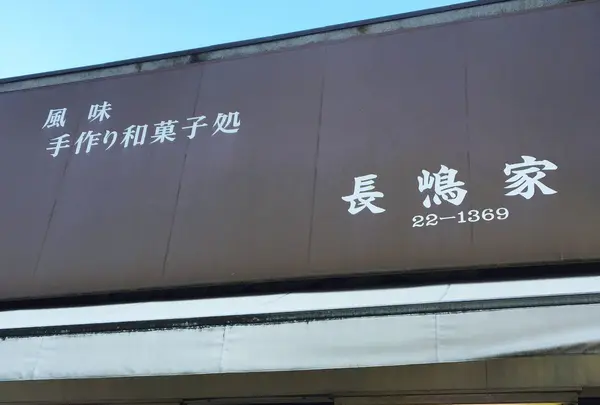 風味
手作り和菓子処
長嶋家
22-1369